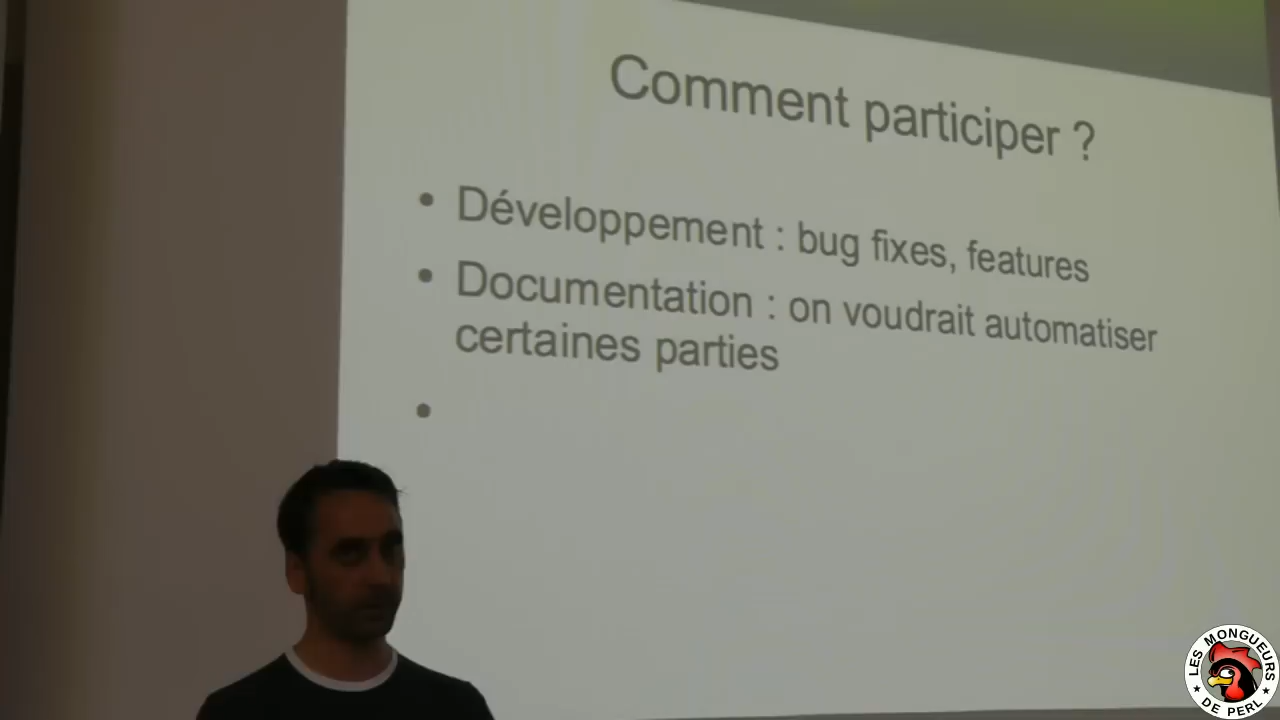 Comment participer ?
• Développement : bug fixes, features
• Documentation : on voudrait automatiser
certaines parties
•
LES MONGUEURS
★ DE PERL ★